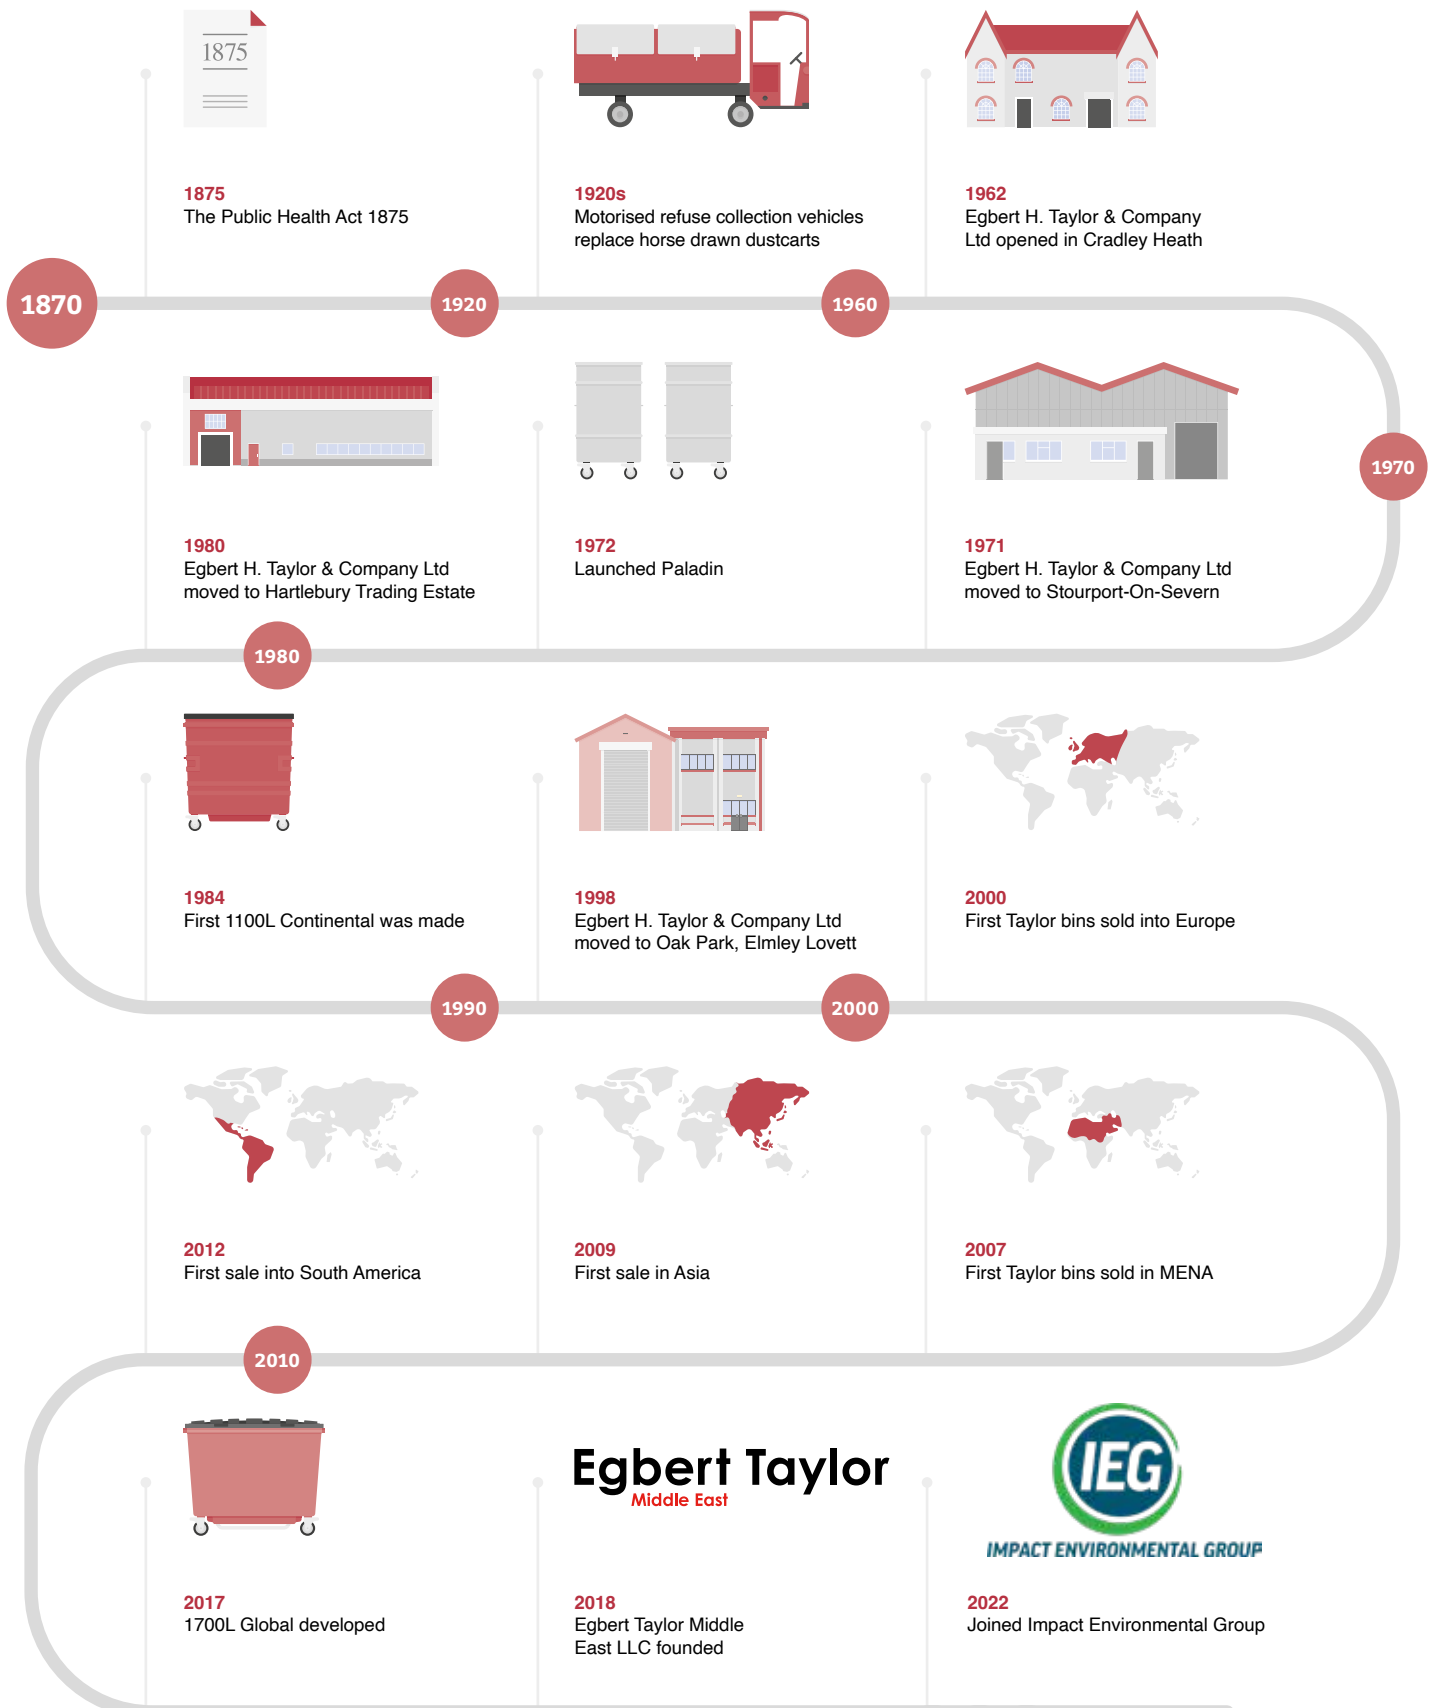 1875
1875
The Public Health Act 1875
1920s
Motorised refuse collection vehicles
replace horse drawn dustcarts
1962
Egbert H. Taylor & Company
Ltd opened in Cradley Heath
1870
1920
1960
1980
Egbert H. Taylor & Company Ltd
moved to Hartlebury Trading Estate
1972
Launched Paladin
1971
Egbert H. Taylor & Company Ltd
moved to Stourport-On-Severn
1970
1980
1984
First 1100L Continental was made
1998
Egbert H. Taylor & Company Ltd
moved to Oak Park, Elmley Lovett
2000
First Taylor bins sold into Europe
1990
2000
2012
First sale into South America
2009
First sale in Asia
2007
First Taylor bins sold in MENA
2010
2017
1700L Global developed
Egbert Taylor
Middle East
2018
Egbert Taylor Middle
East LLC founded
IEG
IMPACT ENVIRONMENTAL GROUP
2022
Joined Impact Environmental Group